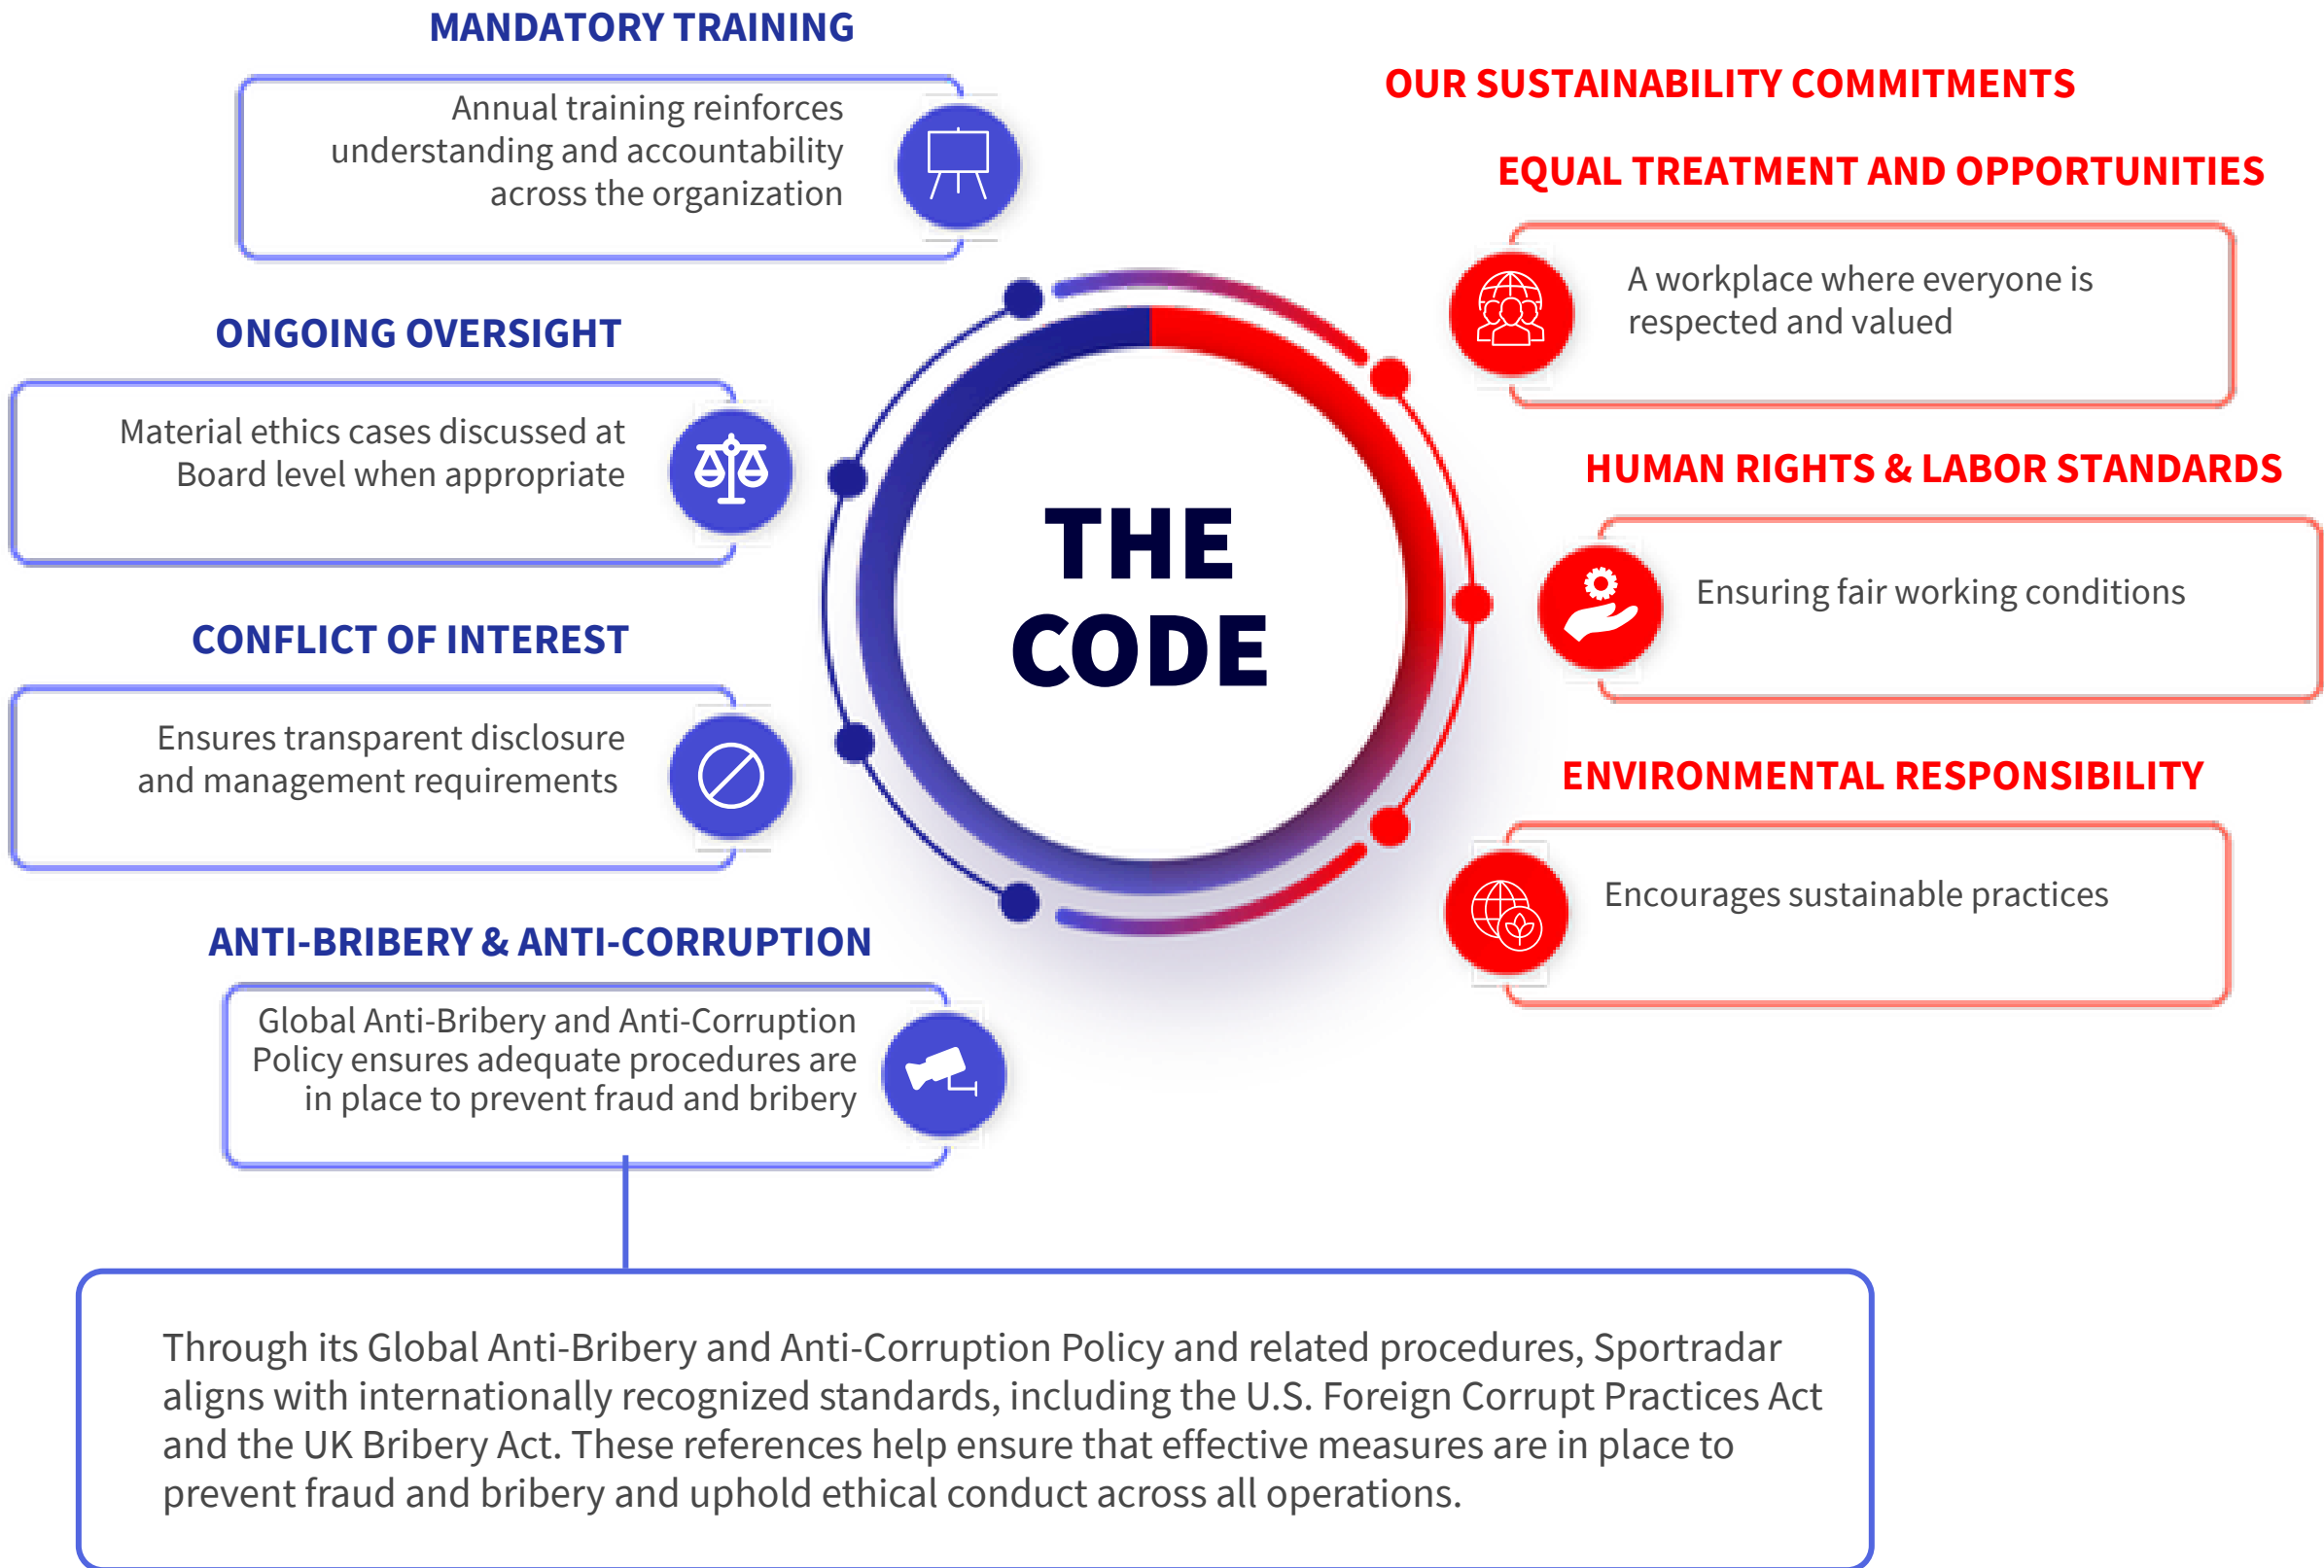 MANDATORY TRAINING
Annual training reinforces
understanding and accountability
across the organization
ONGOING OVERSIGHT
Material ethics cases discussed at
Board level when appropriate
CONFLICT OF INTEREST
Ensures transparent disclosure
and management requirements
ANTI-BRIBERY & ANTI-CORRUPTION
Global Anti-Bribery and Anti-Corruption
Policy ensures adequate procedures are
in place to prevent fraud and bribery
THE
CODE
OUR SUSTAINABILITY COMMITMENTS
EQUAL TREATMENT AND OPPORTUNITIES
A workplace where everyone is
respected and valued
HUMAN RIGHTS & LABOR STANDARDS
Ensuring fair working conditions
ENVIRONMENTAL RESPONSIBILITY
Encourages sustainable practices
Through its Global Anti-Bribery and Anti-Corruption Policy and related procedures, Sportradar
aligns with internationally recognized standards, including the U.S. Foreign Corrupt Practices Act
and the UK Bribery Act. These references help ensure that effective measures are in place to
prevent fraud and bribery and uphold ethical conduct across all operations.